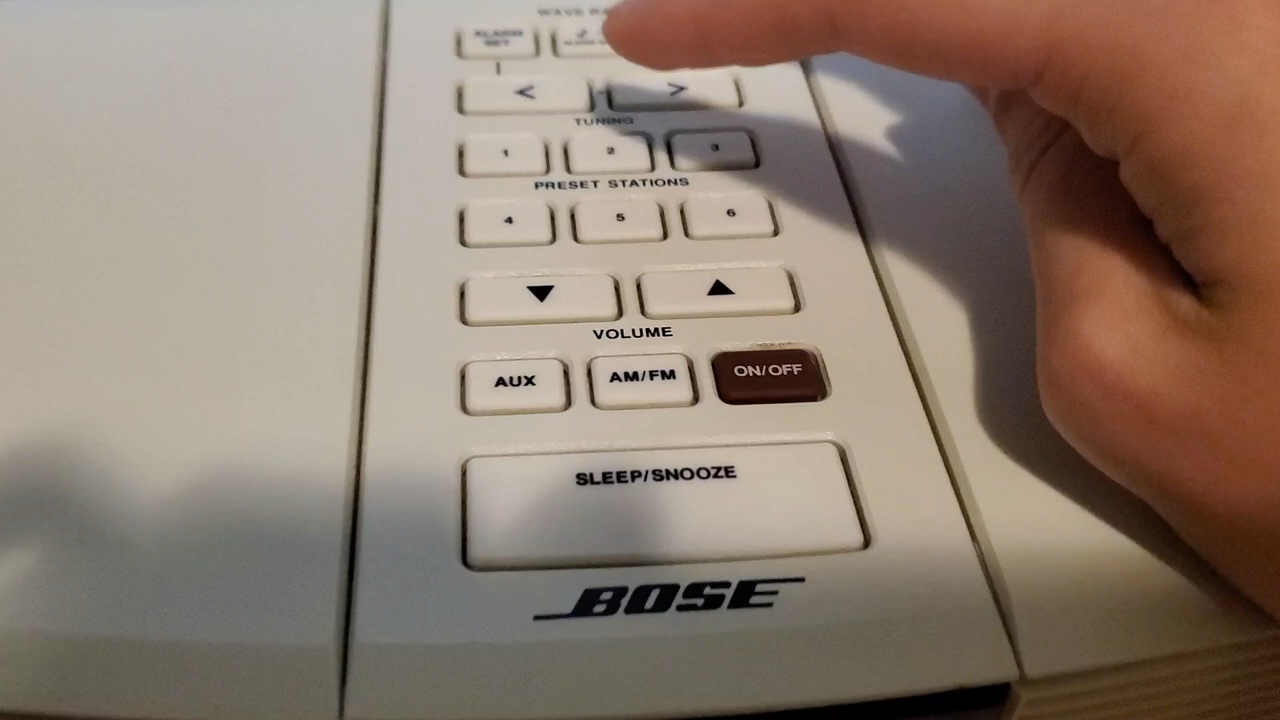 WAVE
ALARM SET
< >
TUNING
1 2 3
PRESET STATIONS
4 5 6
▼ ▲
VOLUME
AUX AM/FM ON/OFF
SLEEP/SNOOZE
BOSE